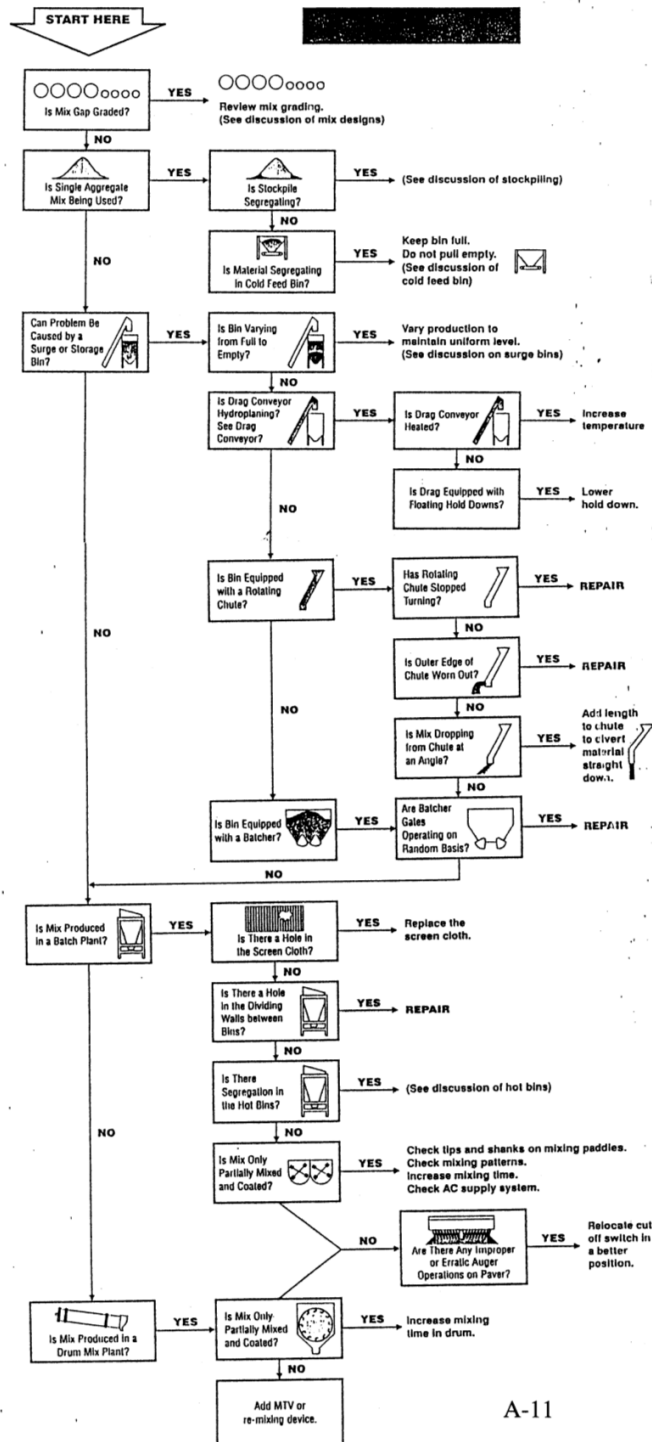 START HERE
Is Mix Gap Graded?
YES
Review mix grading.
(See discussion of mix designs)
NO
Is Single Aggregate
Mix Being Used?
YES
Is Stockpile
Segregating?
YES
(See discussion of stockpiling)
NO
Is Material Segregating
In Cold Feed Bin?
YES
Keep bin full.
Do not pull empty.
(See discussion of
cold feed bin)
NO
Can Problem Be
Caused by a
Surge or Storage
Bin?
YES
Is Bin Varying
from Full to
Empty?
YES
Vary production to
maintain uniform level.
(See discussion on surge bins)
NO
Is Drag Conveyor
Hydroplaning?
See Drag
Conveyor?
YES
Is Drag Conveyor
Heated?
YES
Increase
temperature
NO
Is Drag Equipped with
Floating Hold Downs?
YES
Lower
hold down.
NO
Is Bin Equipped
with a Rotating
Chute?
YES
Has Rotating
Chute Stopped
Turning?
YES
REPAIR
NO
Is Outer Edge of
Chute Worn Out?
YES
REPAIR
NO
Is Mix Dropping
from Chute at
an Angle?
YES
Add length
to chute
to divert
material
straight
down.
NO
NO
Is Bin Equipped
with a Batcher?
YES
Are Batcher
Gates
Operating on
Random Basis?
YES
REPAIR
NO
NO
Is Mix Produced
in a Batch Plant?
YES
Is There a Hole in
the Screen Cloth?
YES
Replace the
screen cloth.
NO
Is There a Hole
in the Dividing
Walls between
Bins?
YES
REPAIR
NO
Is There
Segregation in
the Hot Bins?
YES
(See discussion of hot bins)
NO
Is Mix Only
Partially Mixed
and Coated?
YES
Check tips and shanks on mixing paddles.
Check mixing patterns.
Increase mixing time.
Check AC supply system.
NO
NO
Are There Any Improper
or Erratic Auger
Operations on Paver?
YES
Relocate cut
off switch in
a better
position.
Is Mix Produced in a
Drum Mix Plant?
YES
Is Mix Only
Partially Mixed
and Coated?
YES
Increase mixing
time in drum.
NO
Add MTV or
re-mixing device.
A-11